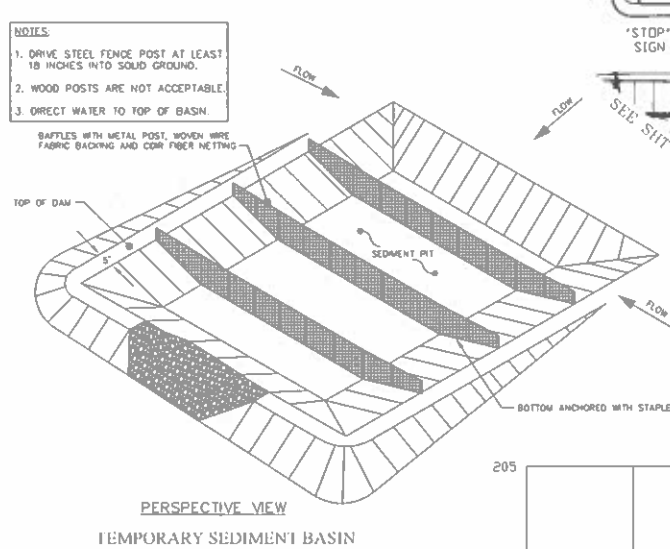 NOTES:
1. DRIVE STEEL FENCE POST AT LEAST
18 INCHES INTO SOLID GROUND.
2. WOOD POSTS ARE NOT ACCEPTABLE.
3. DIRECT WATER TO TOP OF BASIN.
"STOP"
SIGN
SEE SHT
FLOW
FLOW
BAFFLES WITH METAL POST, WOVEN WIRE
FABRIC BACKING AND COIR FIBER NETTING
TOP OF DAM
5'
SEDIMENT PIT
FLOW
BOTTOM ANCHORED WITH STAPLE
205
PERSPECTIVE VIEW
TEMPORARY SEDIMENT BASIN